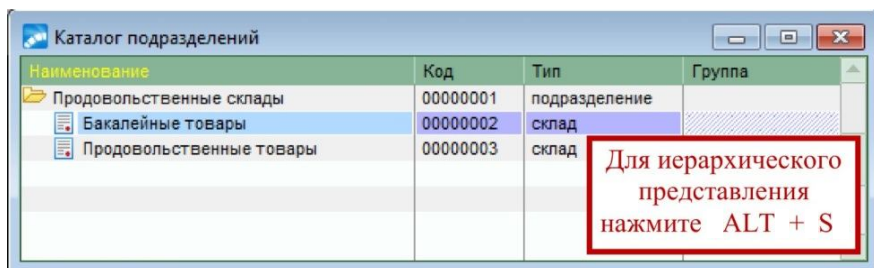 Каталог подразделений
Наименование Код Тип Группа
Продовольственные склады 00000001 подразделение
Бакалейные товары 00000002 склад
Продовольственные товары 00000003 склад
Для иерархического
представления
нажмите ALT + S